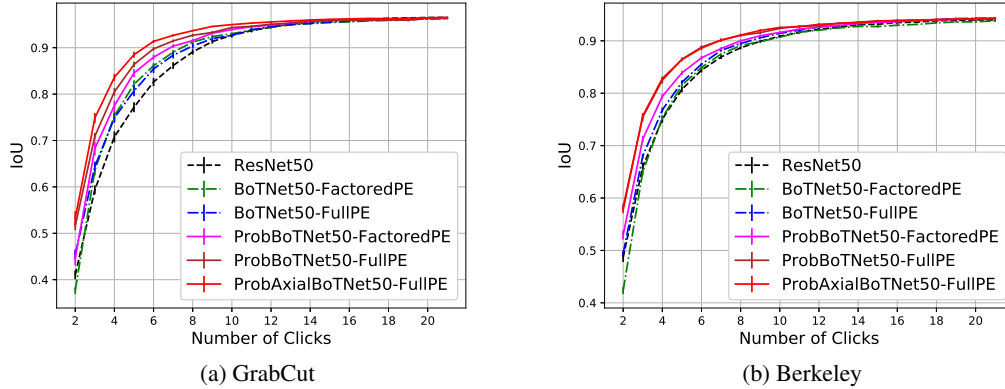 IoU
0.9
0.8
0.7
0.6
0.5
0.4
2 4 6 8 10 12 14 16 18 20
Number of Clicks
ResNet50
BoTNet50-FactoredPE
BoTNet50-FullPE
ProbBoTNet50-FactoredPE
ProbBoTNet50-FullPE
ProbAxialBoTNet50-FullPE
(a) GrabCut
IoU
0.9
0.8
0.7
0.6
0.5
0.4
2 4 6 8 10 12 14 16 18 20
Number of Clicks
ResNet50
BoTNet50-FactoredPE
BoTNet50-FullPE
ProbBoTNet50-FactoredPE
ProbBoTNet50-FullPE
ProbAxialBoTNet50-FullPE
(b) Berkeley